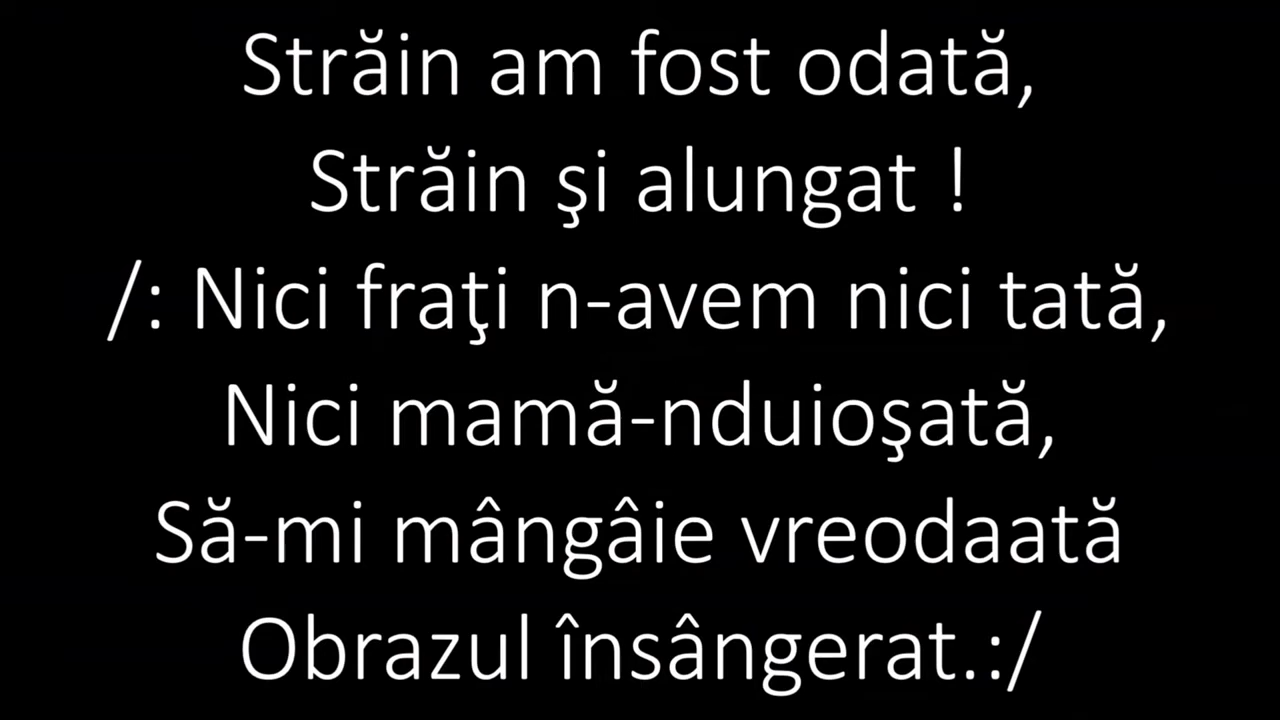 Străin am fost odată,
Străin şi alungat !
/: Nici fraţi n-avem nici tată,
Nici mamă-nduioşată,
Să-mi mângâie vreodaată
Obrazul însângerat.:/